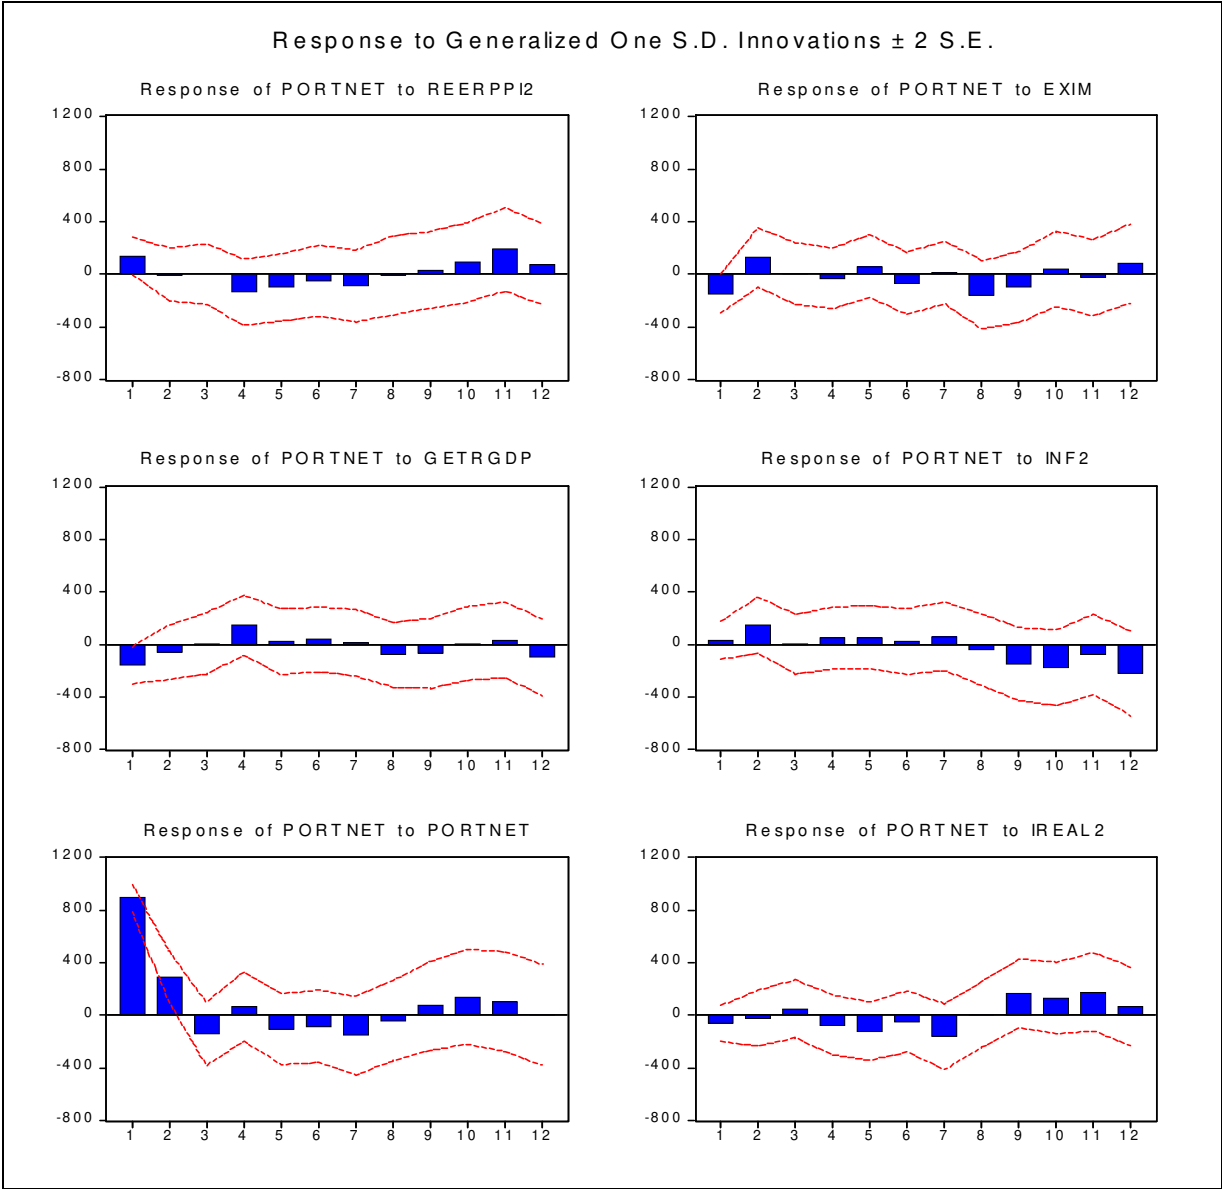 Response to Generalized One S.D. Innovations ± 2 S.E.
Response of PORTNET to REERPPI2
1200
800
400
0
-400
-800
1 2 3 4 5 6 7 8 9 10 11 12
Response of PORTNET to EXIM
1200
800
400
0
-400
-800
1 2 3 4 5 6 7 8 9 10 11 12
Response of PORTNET to GETRGDP
1200
800
400
0
-400
-800
1 2 3 4 5 6 7 8 9 10 11 12
Response of PORTNET to INF2
1200
800
400
0
-400
-800
1 2 3 4 5 6 7 8 9 10 11 12
Response of PORTNET to PORTNET
1200
800
400
0
-400
-800
1 2 3 4 5 6 7 8 9 10 11 12
Response of PORTNET to IREAL2
1200
800
400
0
-400
-800
1 2 3 4 5 6 7 8 9 10 11 12